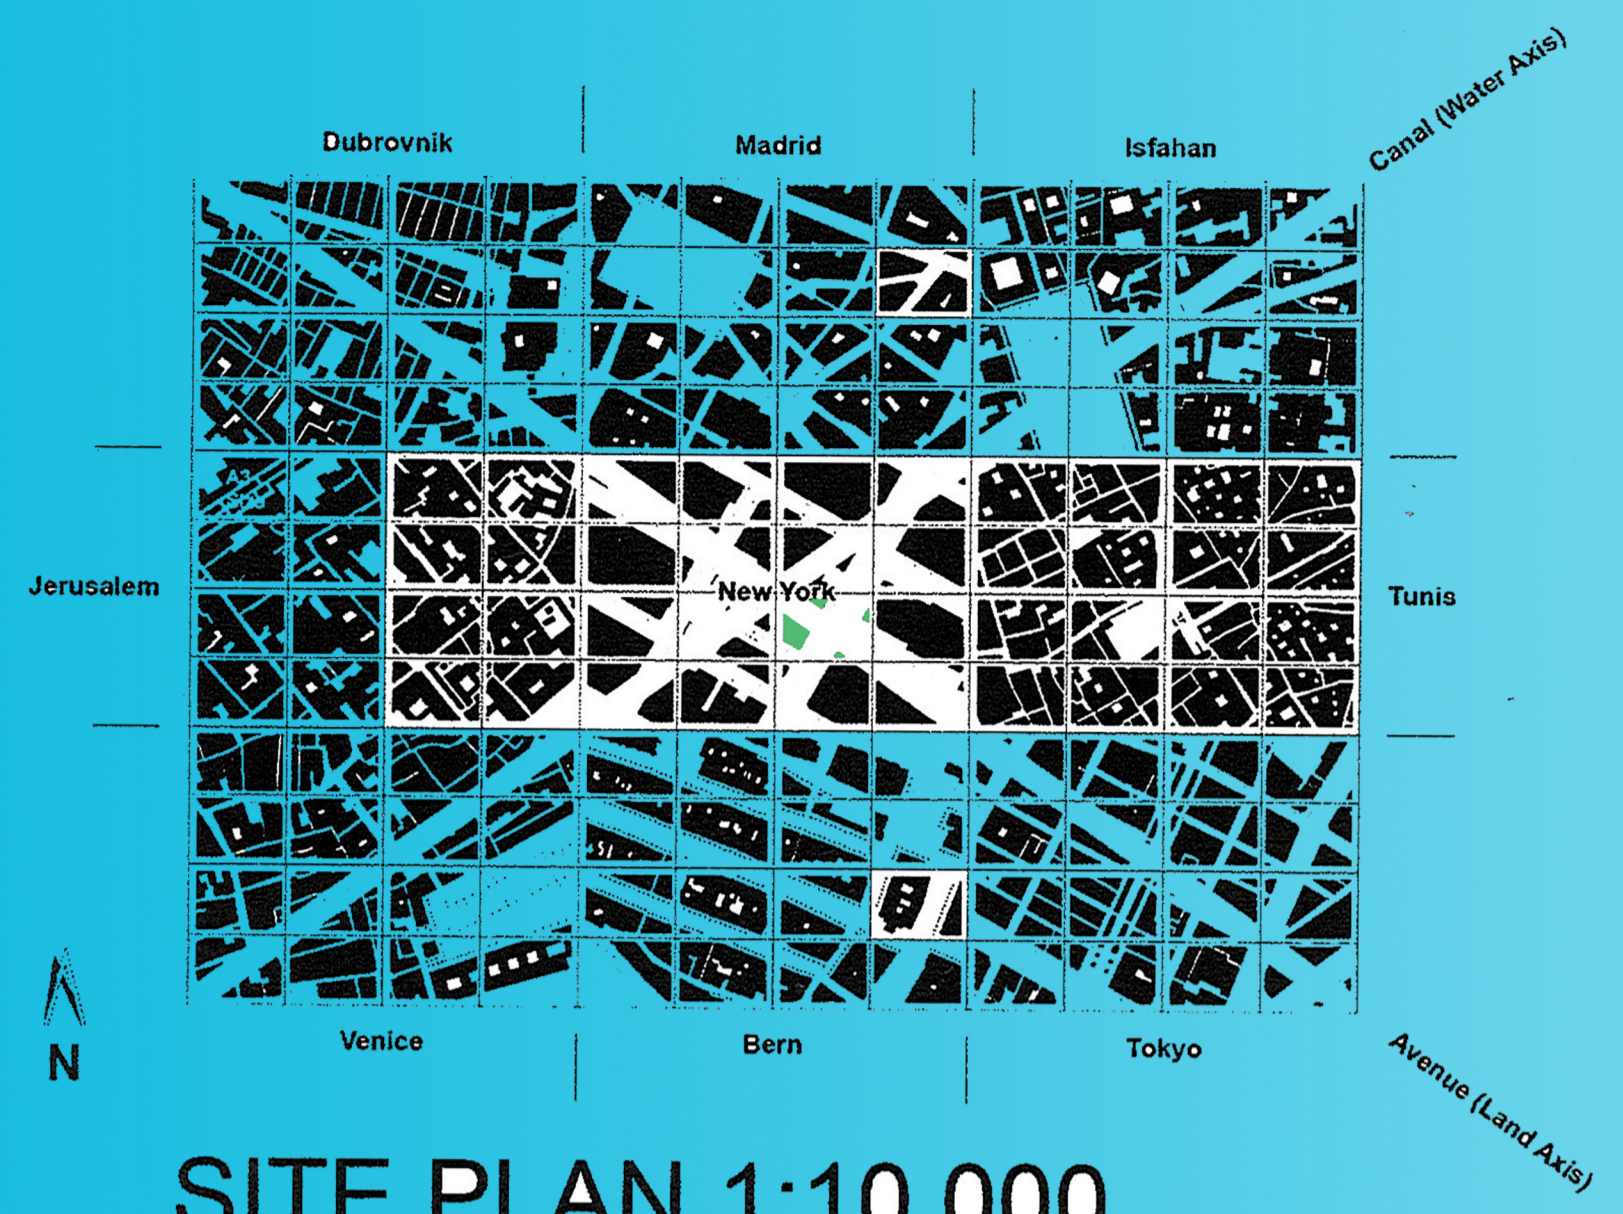 Canal (Water Axis)
Dubrovnik
Madrid
Isfahan
Jerusalem
New York
Tunis
Venice
Bern
Tokyo
N
Avenue (Land Axis)
SITE PLAN 1:10 000